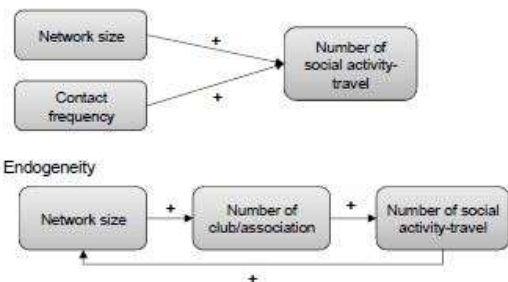 Network size
+
Number of
social activity-
travel
Contact
frequency
+
Endogeneity
Network size
+
Number of
club/association
+
Number of social
activity-travel
+